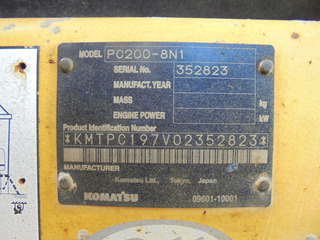 MODEL PC200-8N1
SERIAL No. 352823
MANUFACT.YEAR
MASS kg
ENGINE POWER kW
Product Identification Number
*KMTPC197V02352823*
MANUFACTURER
Komatsu Ltd., Tokyo, Japan
KOMATSU 09601-10001